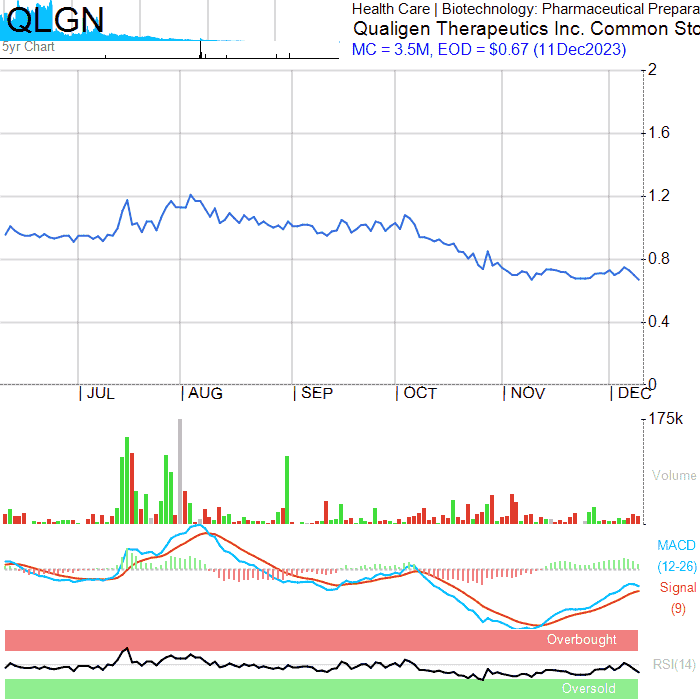 QLGN
5yr Chart
Health Care | Biotechnology: Pharmaceutical Prepara
Qualigen Therapeutics Inc. Common Sto
MC = 3.5M, EOD = $0.67 (11Dec2023)
2
1.6
1.2
0.8
0.4
0
JUL AUG SEP OCT NOV DEC
175k
Volume
MACD
(12-26)
Signal
(9)
Overbought
RSI(14)
Oversold